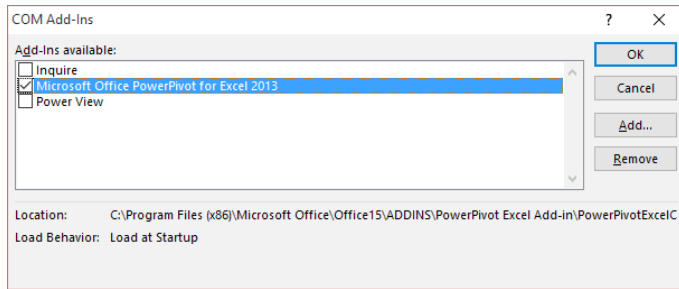 COM Add-Ins ? X
Add-Ins available:
Inquire
Microsoft Office PowerPivot for Excel 2013
Power View
OK
Cancel
Add...
Remove
Location: C:\Program Files (x86)\Microsoft Office\Office15\ADDINS\PowerPivot Excel Add-in\PowerPivotExcelC
Load Behavior: Load at Startup